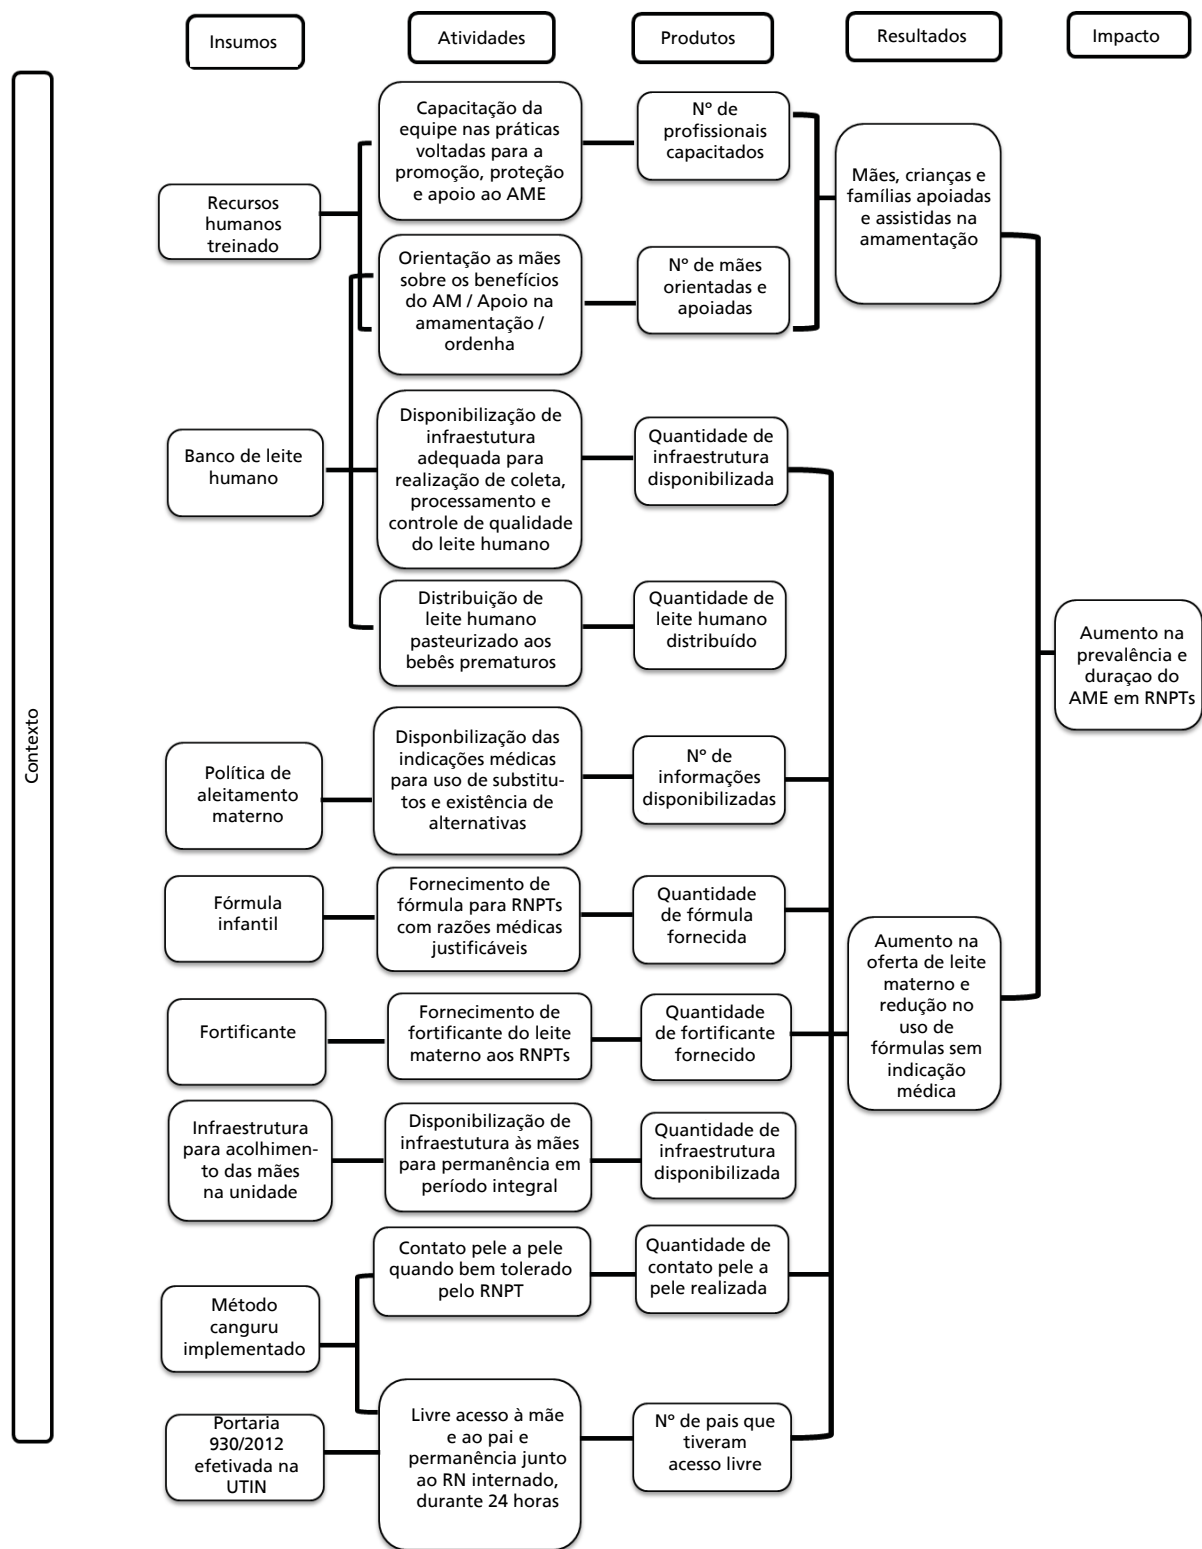 Insumos
Atividades
Produtos
Resultados
Impacto
Contexto
Recursos
humanos
treinado
Capacitação da
equipe nas práticas
voltadas para a
promoção, proteção
e apoio ao AME
Nº de
profissionais
capacitados
Mães, crianças e
famílias apoiadas
e assistidas na
amamentação
Orientação as mães
sobre os benefícios
do AM / Apoio na
amamentação /
ordenha
Nº de mães
orientadas e
apoiadas
Banco de leite
humano
Disponibilização de
infraestutura
adequada para
realização de coleta,
processamento e
controle de qualidade
do leite humano
Quantidade de
infraestrutura
disponibilizada
Distribuição de
leite humano
pasteurizado aos
bebês prematuros
Quantidade de
leite humano
distribuído
Aumento na
prevalência e
duraçao do
AME em RNPTs
Política de
aleitamento
materno
Disponbilização das
indicações médicas
para uso de substitu-
tos e existência de
alternativas
Nº de
informações
disponibilizadas
Fórmula
infantil
Fornecimento de
fórmula para RNPTs
com razões médicas
justificáveis
Quantidade
de fórmula
fornecida
Aumento na
oferta de leite
materno e
redução no
uso de
fórmulas sem
indicação
médica
Fortificante
Fornecimento de
fortificante do leite
materno aos RNPTs
Quantidade
de fortificante
fornecido
Infraestrutura
para acolhimen-
to das mães
na unidade
Disponibilização de
infraestutura às mães
para permanência em
período integral
Quantidade de
infraestrutura
disponibilizada
Método
canguru
implementado
Contato pele a pele
quando bem tolerado
pelo RNPT
Quantidade de
contato pele a
pele realizada
Portaria
930/2012
efetivada na
UTIN
Livre acesso à mãe
e ao pai e
permanência junto
ao RN internado,
durante 24 horas
Nº de pais que
tiveram
acesso livre